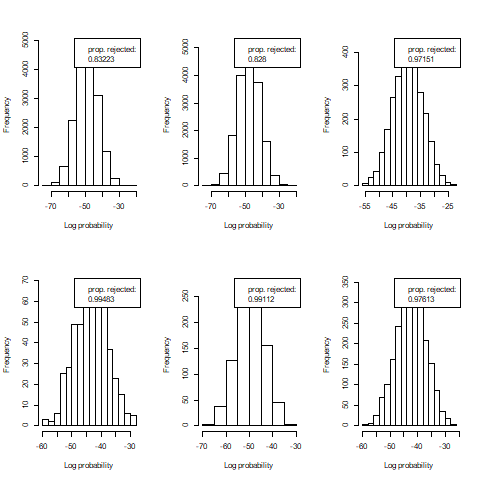 prop. rejected:
0.83223
Frequency
0 1000 2000 3000 4000 5000
-70 -50 -30
Log probability
prop. rejected:
0.828
Frequency
0 1000 2000 3000 4000 5000
-70 -50 -30
Log probability
prop. rejected:
0.97151
Frequency
0 100 200 300 400
-55 -45 -35 -25
Log probability
prop. rejected:
0.99483
Frequency
0 10 20 30 40 50 60 70
-60 -50 -40 -30
Log probability
prop. rejected:
0.99112
Frequency
0 50 100 150 200 250
-70 -60 -50 -40 -30
Log probability
prop. rejected:
0.97613
Frequency
0 50 100 150 200 250 300 350
-60 -50 -40 -30
Log probability